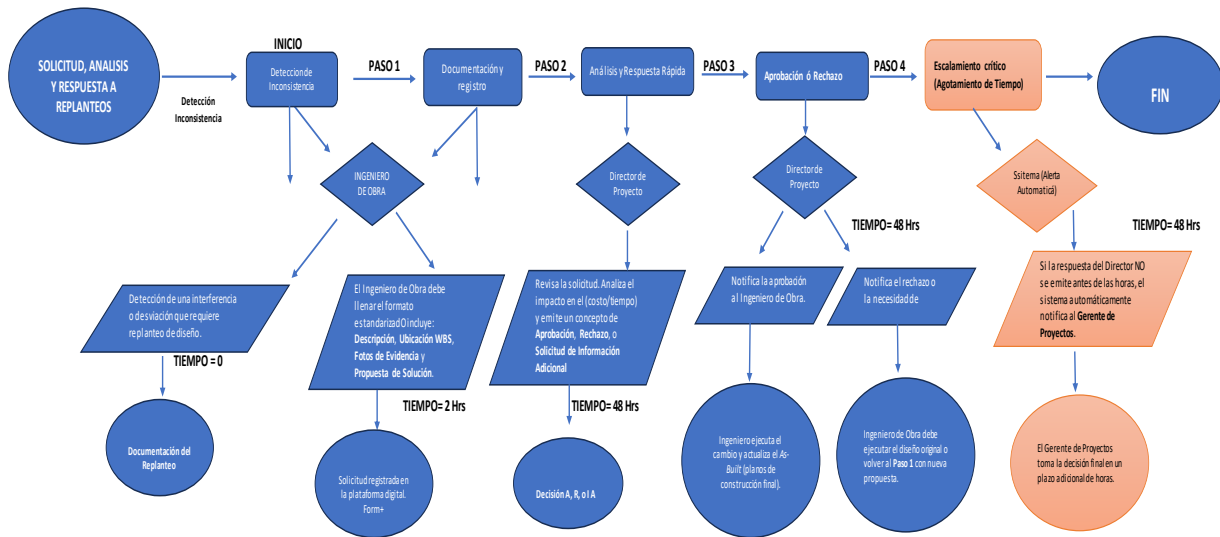 SOLICITUD, ANALISIS
Y RESPUESTA A
REPLANTEOS
Detección
Inconsistencia
INICIO
Detección de
Inconsistencia
PASO 1
Documentación y
registro
PASO 2
Análisis y Respuesta Rápida
PASO 3
Aprobación ó Rechazo
PASO 4
Escalamiento crítico
(Agotamiento de Tiempo)
FIN
INGENIERO
DE OBRA
Director de
Proyecto
Director de
Proyecto
Ssitema (Alerta
Automaticá)
TIEMPO= 48 Hrs
TIEMPO= 48 Hrs
Detección de una interferencia
o desviación que requiere
replanteo de diseño.
TIEMPO = 0
El Ingeniero de Obra debe
llenar el formato
estandarizadO incluye:
Descripción, Ubicación WBS,
Fotos de Evidencia y
Propuesta de Solución.
TIEMPO= 2 Hrs
Revisa la solicitud. Analiza el
impacto en el (costo/tiempo)
y emite un concepto de
Aprobación, Rechazo, o
Solicitud de Información
Adicional
TIEMPO= 48 Hrs
Notifica la aprobación
al Ingeniero de Obra.
Notifica el rechazo o
la necesidad de
Si la respuesta del Director NO
se emite antes de las horas, el
sistema automáticamente
notifica al Gerente de
Proyectos.
Documentación del
Replanteo
Solicitud registrada en
la plataforma digital.
Form+
Decisión A, R, o I A
Ingeniero ejecuta el
cambio y actualiza el As-
Built (planos de
construcción final).
Ingeniero de Obra debe
ejecutar el diseño original o
volver al Paso 1 con nueva
propuesta.
El Gerente de Proyectos
toma la decisión final en un
plazo adicional de horas.